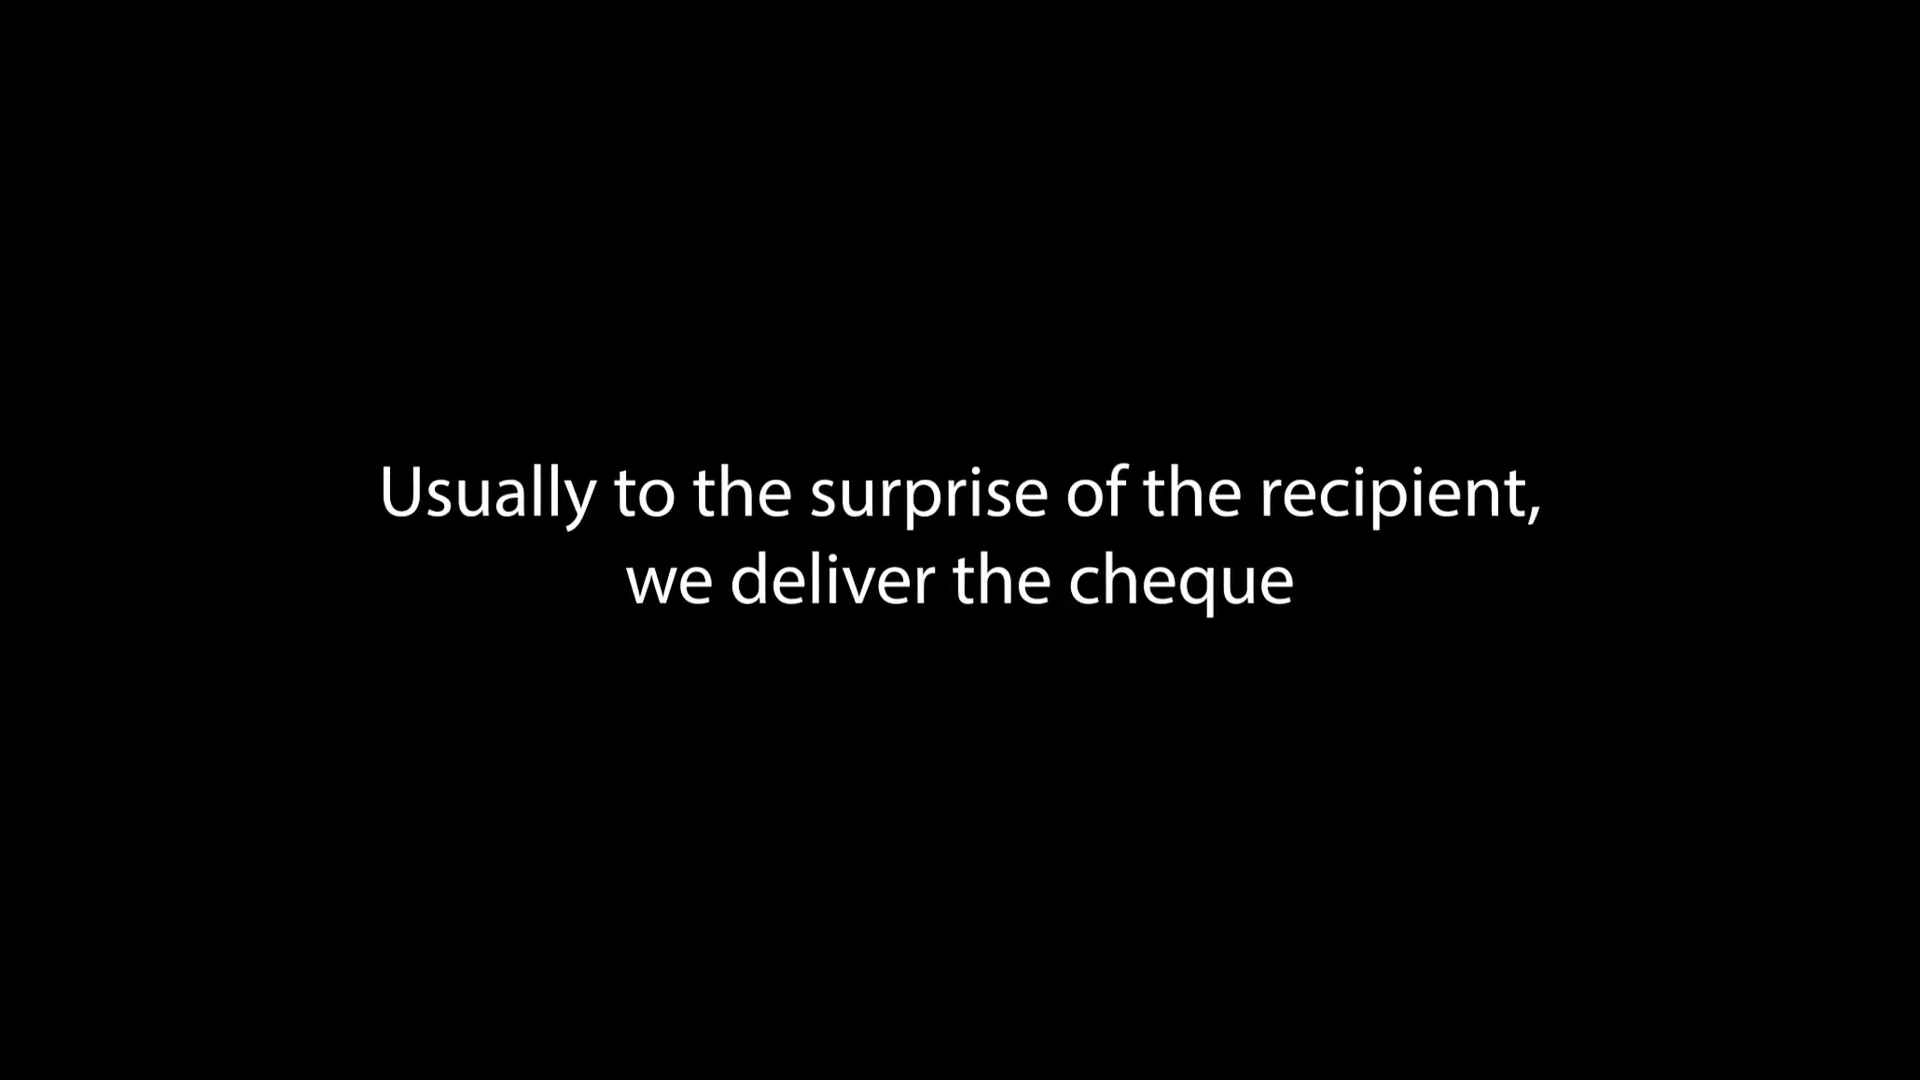 Usually to the surprise of the recipient,
we deliver the cheque